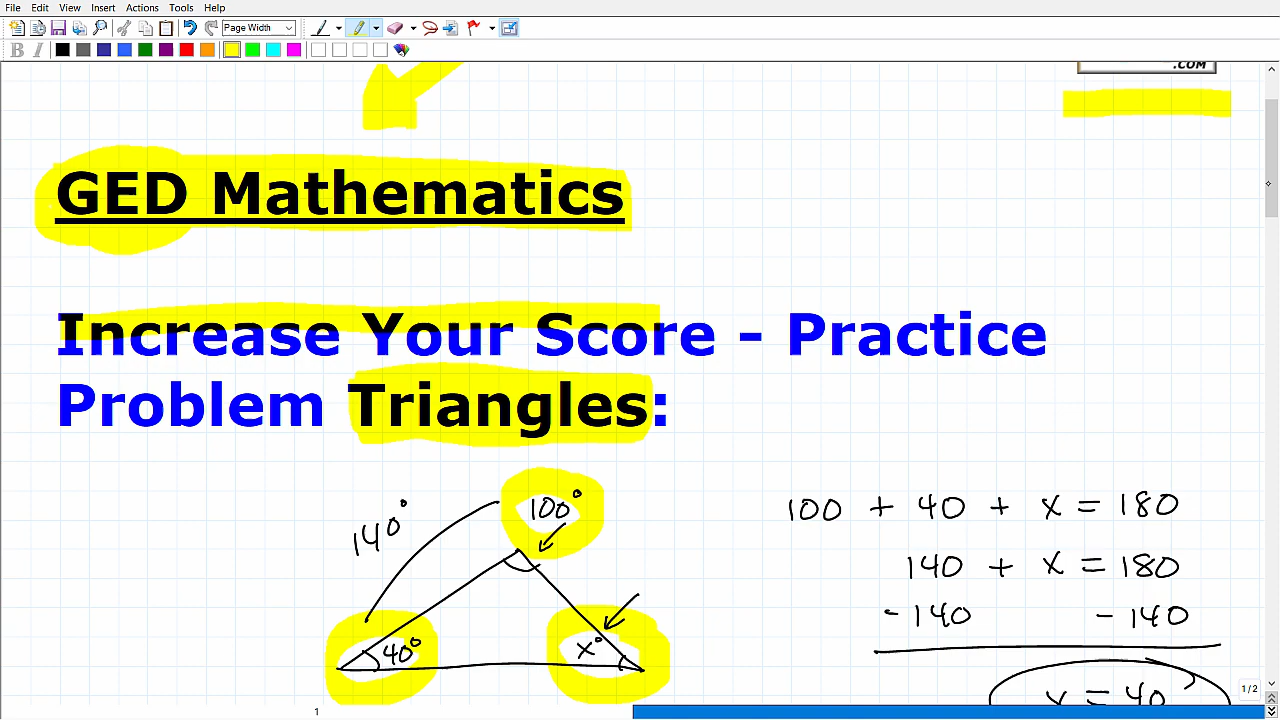 File Edit View Insert Actions Tools Help
Page Width
B I
.COM
GED Mathematics
Increase Your Score - Practice
Problem Triangles:
140°
100°
40°
x°
100 + 40 + x = 180
140 + x = 180
- 140 - 140
x = 40
1/2
1